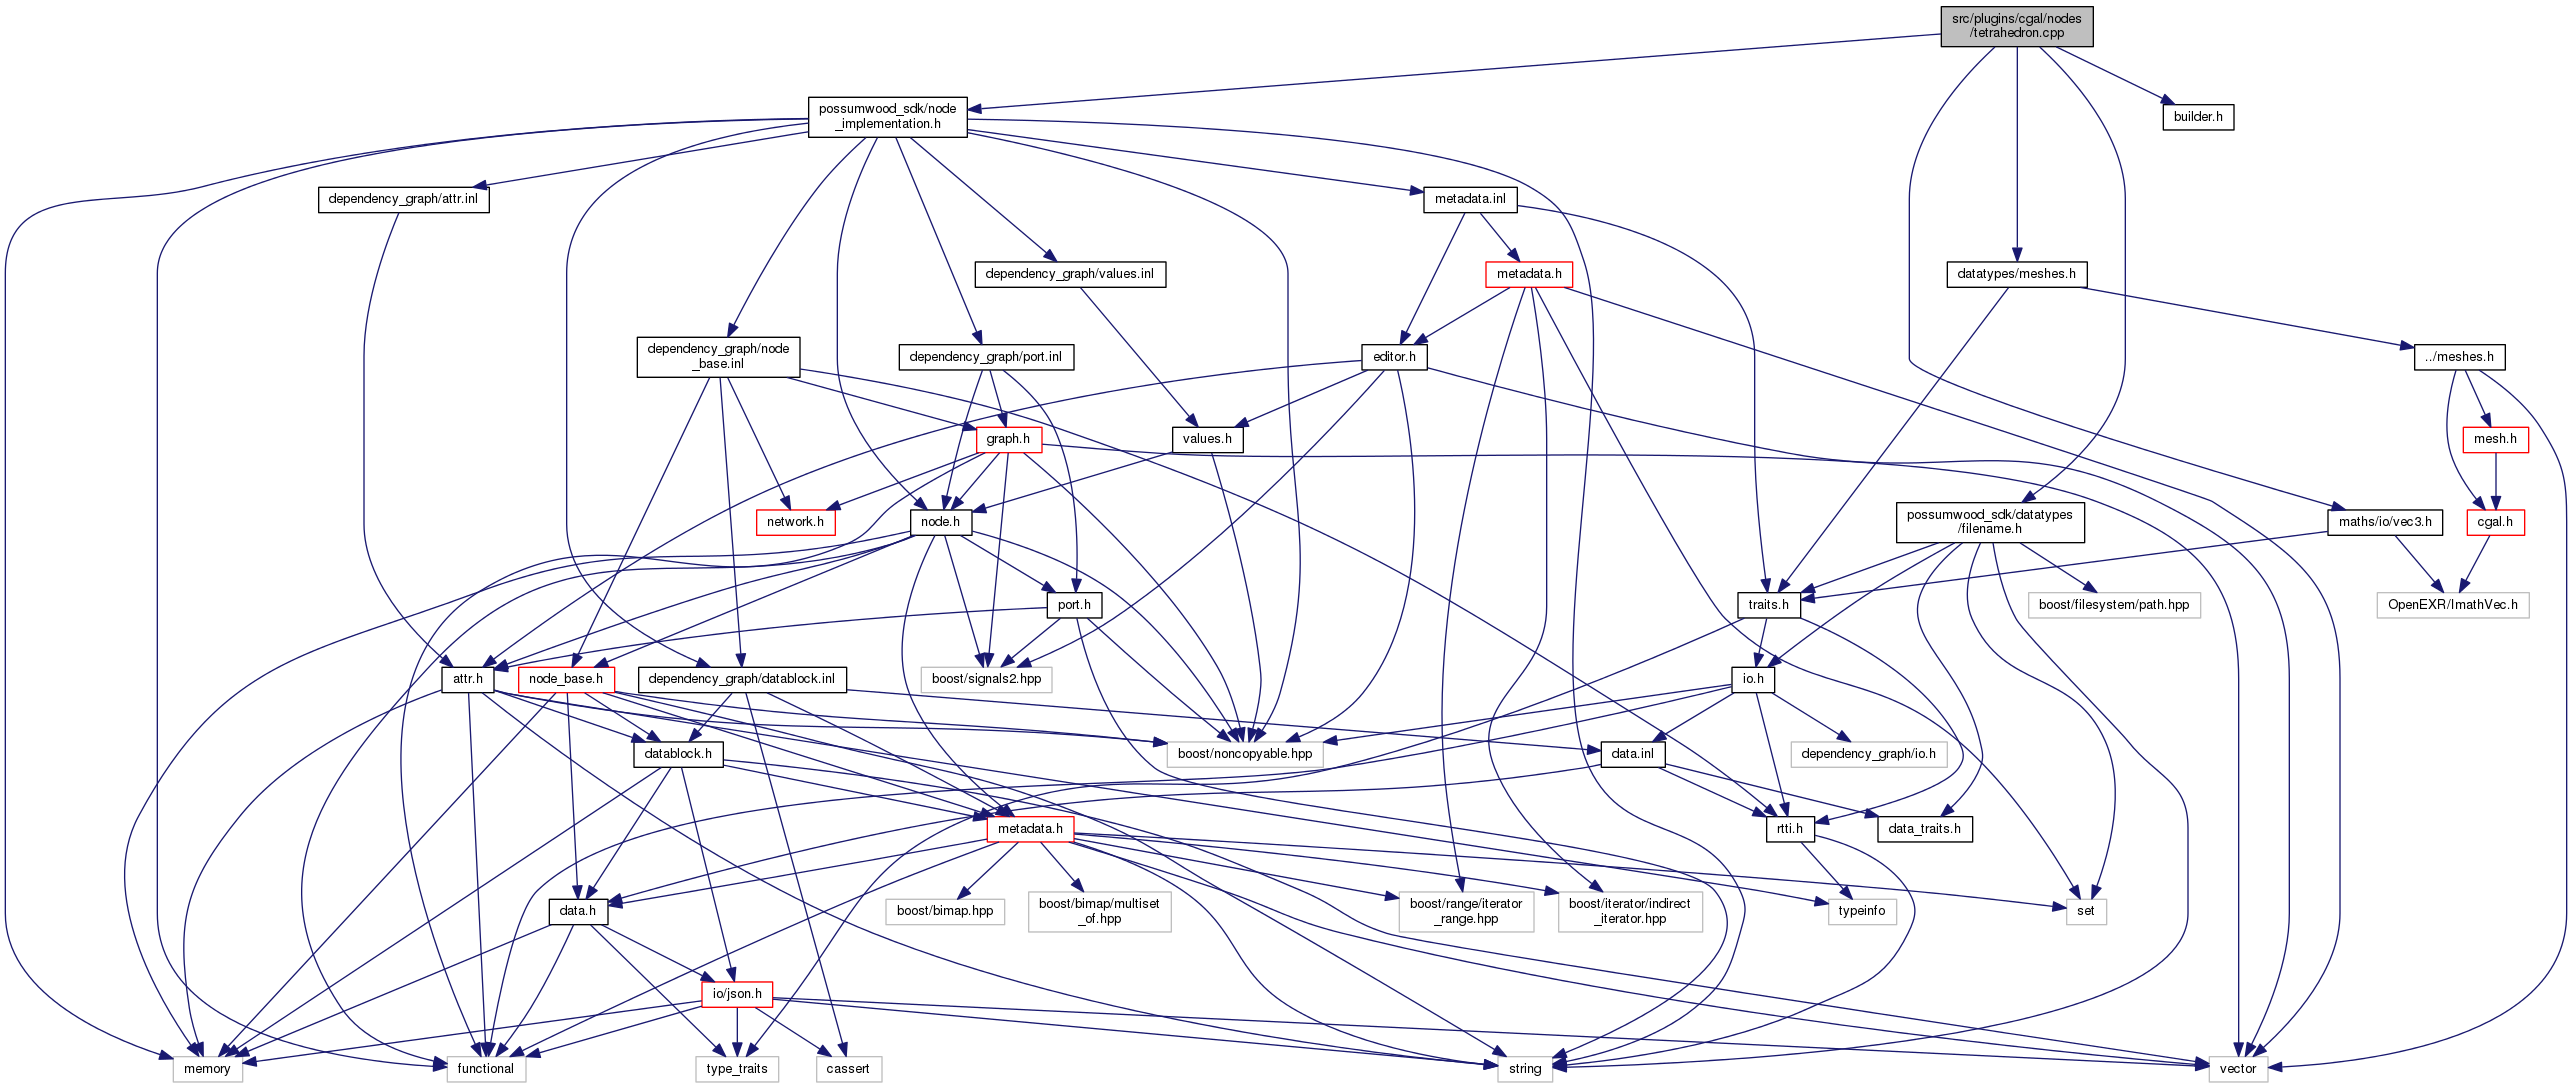 src/plugins/cgal/nodes
/tetrahedron.cpp
possumwood_sdk/node
_implementation.h
builder.h
dependency_graph/attr.inl
metadata.inl
dependency_graph/values.inl
metadata.h
datatypes/meshes.h
dependency_graph/node
_base.inl
dependency_graph/port.inl
editor.h
../meshes.h
graph.h
values.h
mesh.h
network.h
node.h
possumwood_sdk/datatypes
/filename.h
maths/io/vec3.h
cgal.h
port.h
traits.h
boost/filesystem/path.hpp
OpenEXR/ImathVec.h
attr.h
node_base.h
dependency_graph/datablock.inl
boost/signals2.hpp
io.h
datablock.h
boost/noncopyable.hpp
data.inl
dependency_graph/io.h
metadata.h
rtti.h
data_traits.h
data.h
boost/bimap.hpp
boost/bimap/multiset
_of.hpp
boost/range/iterator
_range.hpp
boost/iterator/indirect
_iterator.hpp
typeinfo
set
io/json.h
memory
functional
type_traits
cassert
string
vector